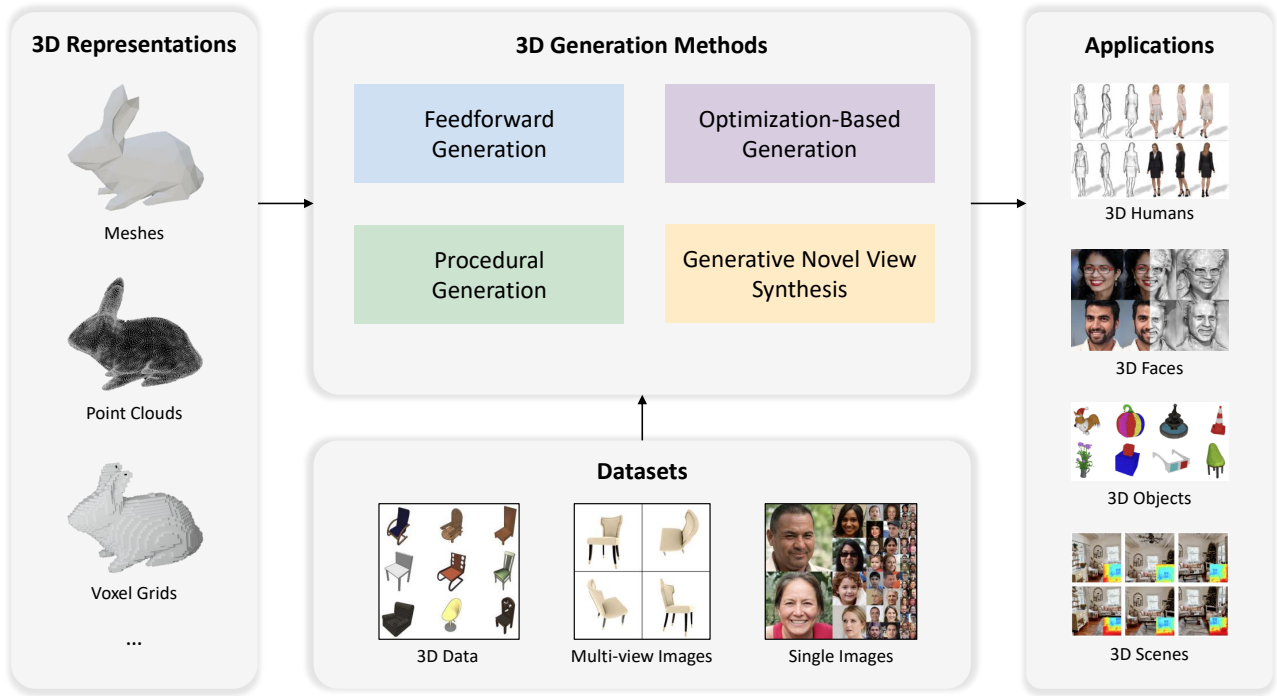 3D Representations
Meshes
Point Clouds
Voxel Grids
...
3D Generation Methods
Feedforward
Generation
Optimization-Based
Generation
Procedural
Generation
Generative Novel View
Synthesis
Datasets
3D Data
Multi-view Images
Single Images
Applications
3D Humans
3D Faces
3D Objects
3D Scenes